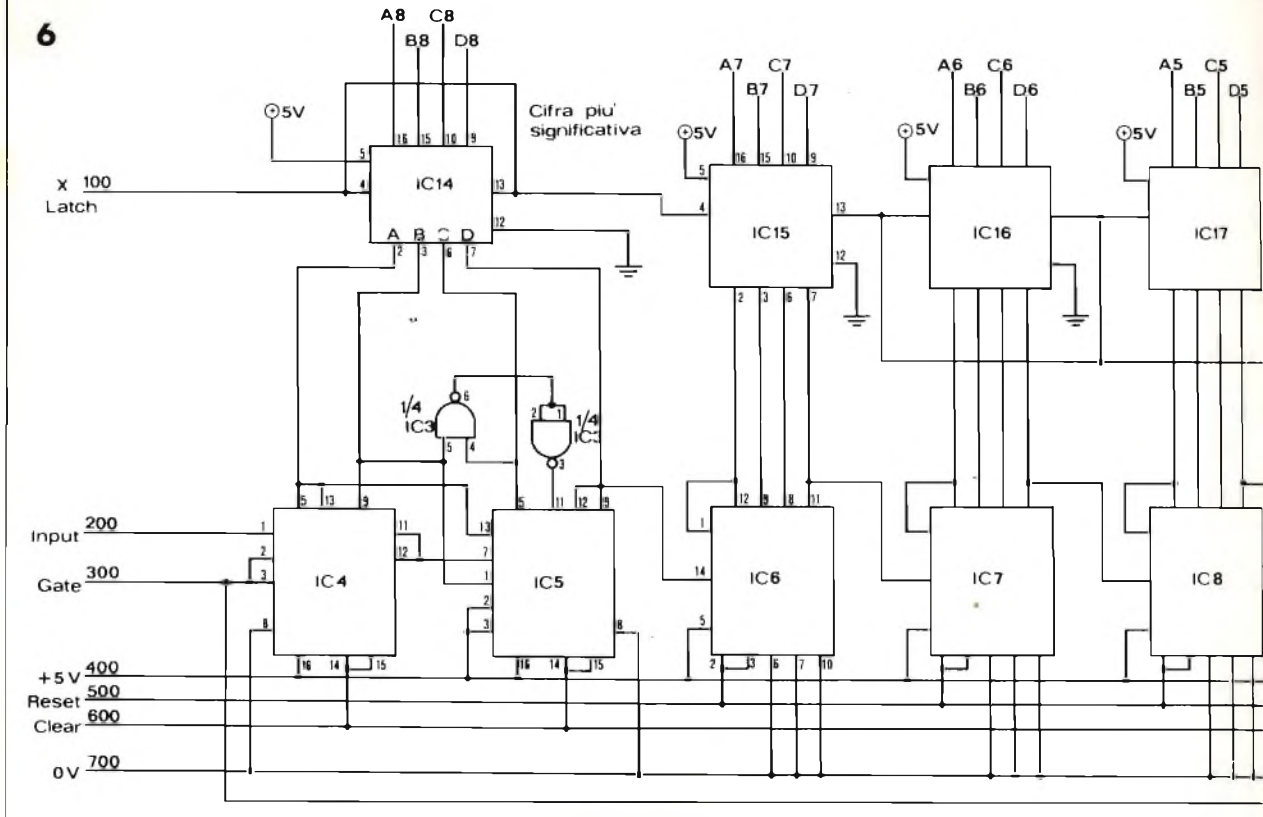 6
A8 C8
B8 D8
A7 C7
B7 D7
A6 C6
B6 D6
A5 C5
B5 D5
⊕5V
Cifra piu'
significativa
⊕5V
⊕5V
⊕5V
16 15 10 9
5
4
13
12
IC14
A B C D
2 3 6 7
X 100
Latch
16 15 10 9
5
4
13
12
IC15
2 3 6 7
IC16
IC17
1/4
IC3
6
5 4
1/4
2 1
3
5 13 9
1
2
3
8
11
12
IC4
16 14 15
Input 200
Gate 300
5 11 12 9
13
7
1
2
3
8
IC5
16 14 15
12 9 8 11
1
14
5
IC6
2 3 6 7 10
IC7
IC8
+5V 400
Reset 500
Clear 600
0V 700